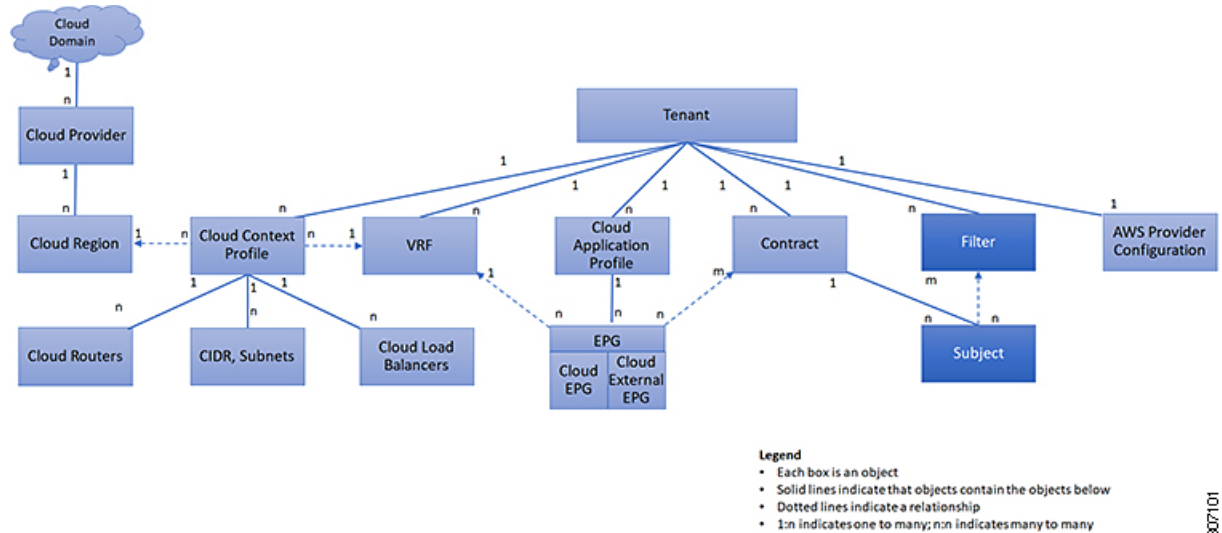 Cloud
Domain
1
n
Cloud Provider
Tenant
1
n
1
1
1
1
1
1
n
n
n
n
n
1
Cloud Region
1
n
Cloud Context
Profile
n
1
VRF
Cloud
Application
Profile
Contract
Filter
AWS Provider
Configuration
1
1
1
1
1
m
1
m
n
n
n
n
n
n
n
n
Cloud Routers
CIDR, Subnets
Cloud Load
Balancers
EPG
Cloud
EPG
Cloud
External
EPG
Subject
Legend
• Each box is an object
• Solid lines indicate that objects contain the objects below
• Dotted lines indicate a relationship
• 1:n indicates one to many; n:n indicates many to many
307101